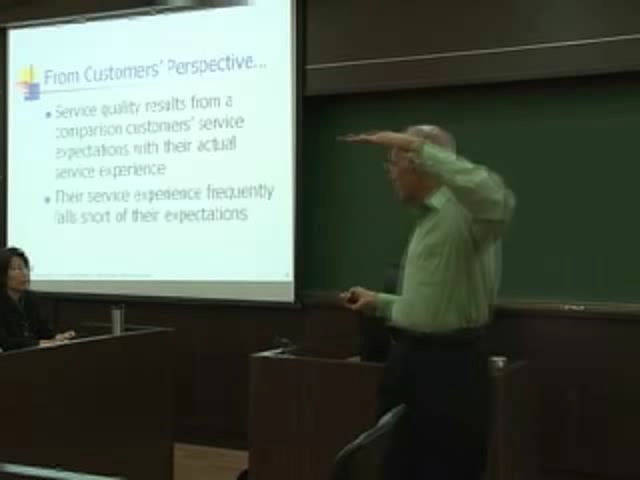 From Customers' Perspective...
Service quality results from a
comparison customers' service
expectations with their actual
service experience
Their service experience frequently
falls short of their expectations